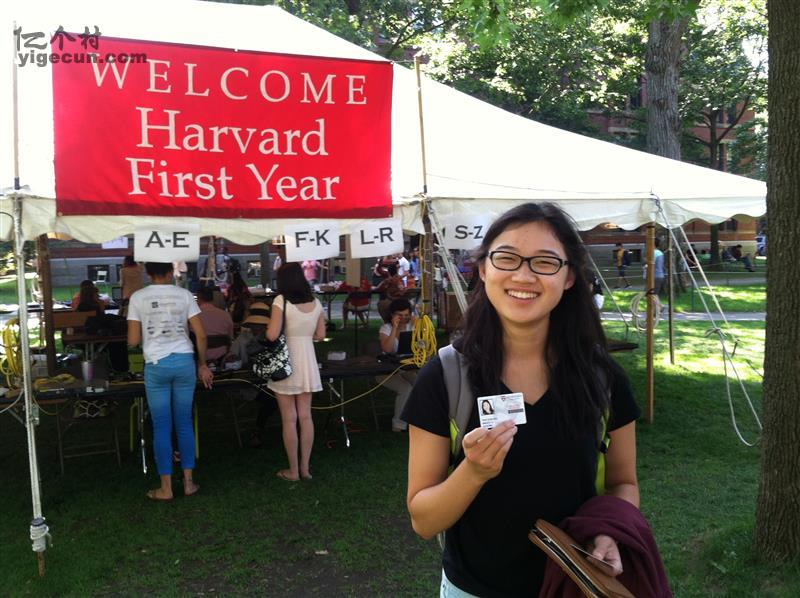 亿个村
yigecun.com
WELCOME
Harvard
First Year
A-E
F-K
L-R
S-Z